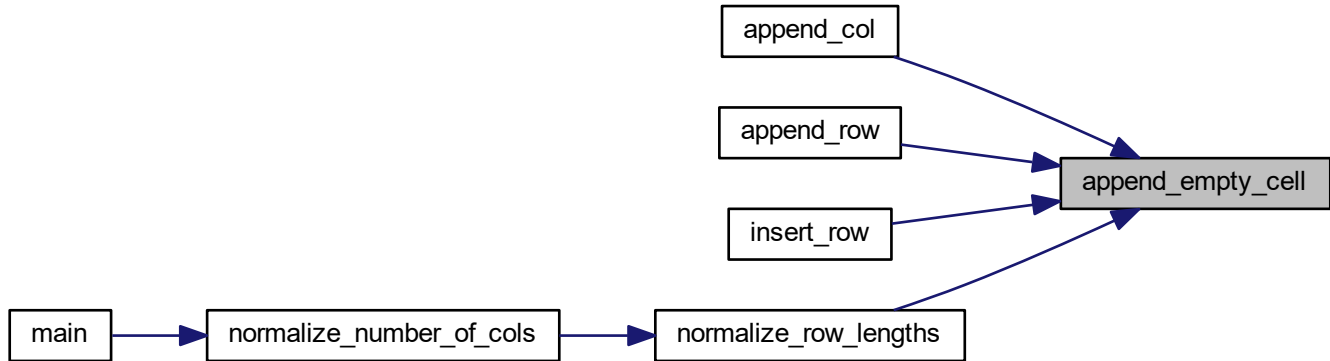 append_col
append_row
append_empty_cell
insert_row
main
normalize_number_of_cols
normalize_row_lengths